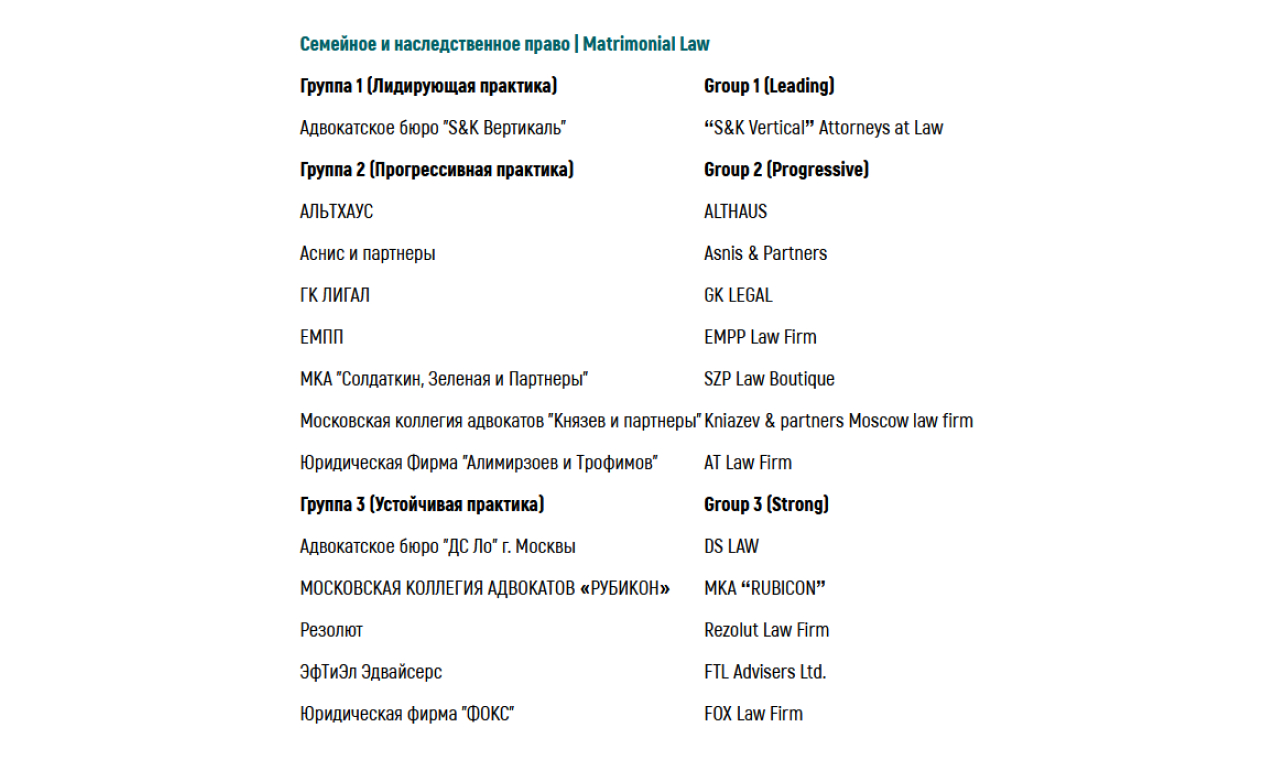 Семейное и наследственное право | Matrimonial Law
Группа 1 (Лидирующая практика) Group 1 (Leading)
Адвокатское бюро "S&K Вертикаль" “S&K Vertical” Attorneys at Law
Группа 2 (Прогрессивная практика) Group 2 (Progressive)
АЛЬТХАУС ALTHAUS
Аснис и партнеры Asnis & Partners
ГК ЛИГАЛ GK LEGAL
ЕМПП EMPP Law Firm
МКА "Солдаткин, Зеленая и Партнеры" SZP Law Boutique
Московская коллегия адвокатов "Князев и партнеры" Kniazev & partners Moscow law firm
Юридическая Фирма "Алимирзоев и Трофимов" AT Law Firm
Группа 3 (Устойчивая практика) Group 3 (Strong)
Адвокатское бюро "ДС Ло" г. Москвы DS LAW
МОСКОВСКАЯ КОЛЛЕГИЯ АДВОКАТОВ «РУБИКОН» MKA “RUBICON”
Резолют Rezolut Law Firm
ЭфТиЭл Эдвайсерс FTL Advisers Ltd.
Юридическая фирма "ФОКС" FOX Law Firm